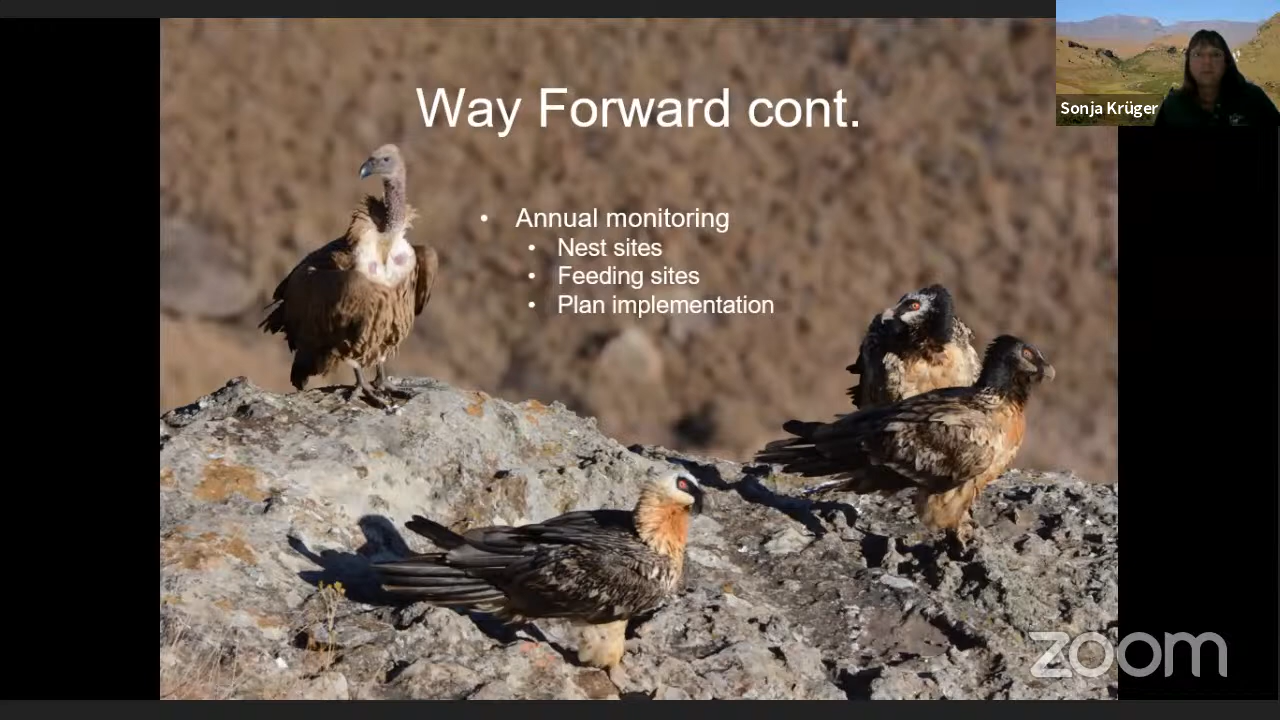 Way Forward cont.
• Annual monitoring
• Nest sites
• Feeding sites
• Plan implementation
Sonja Krüger
zoom